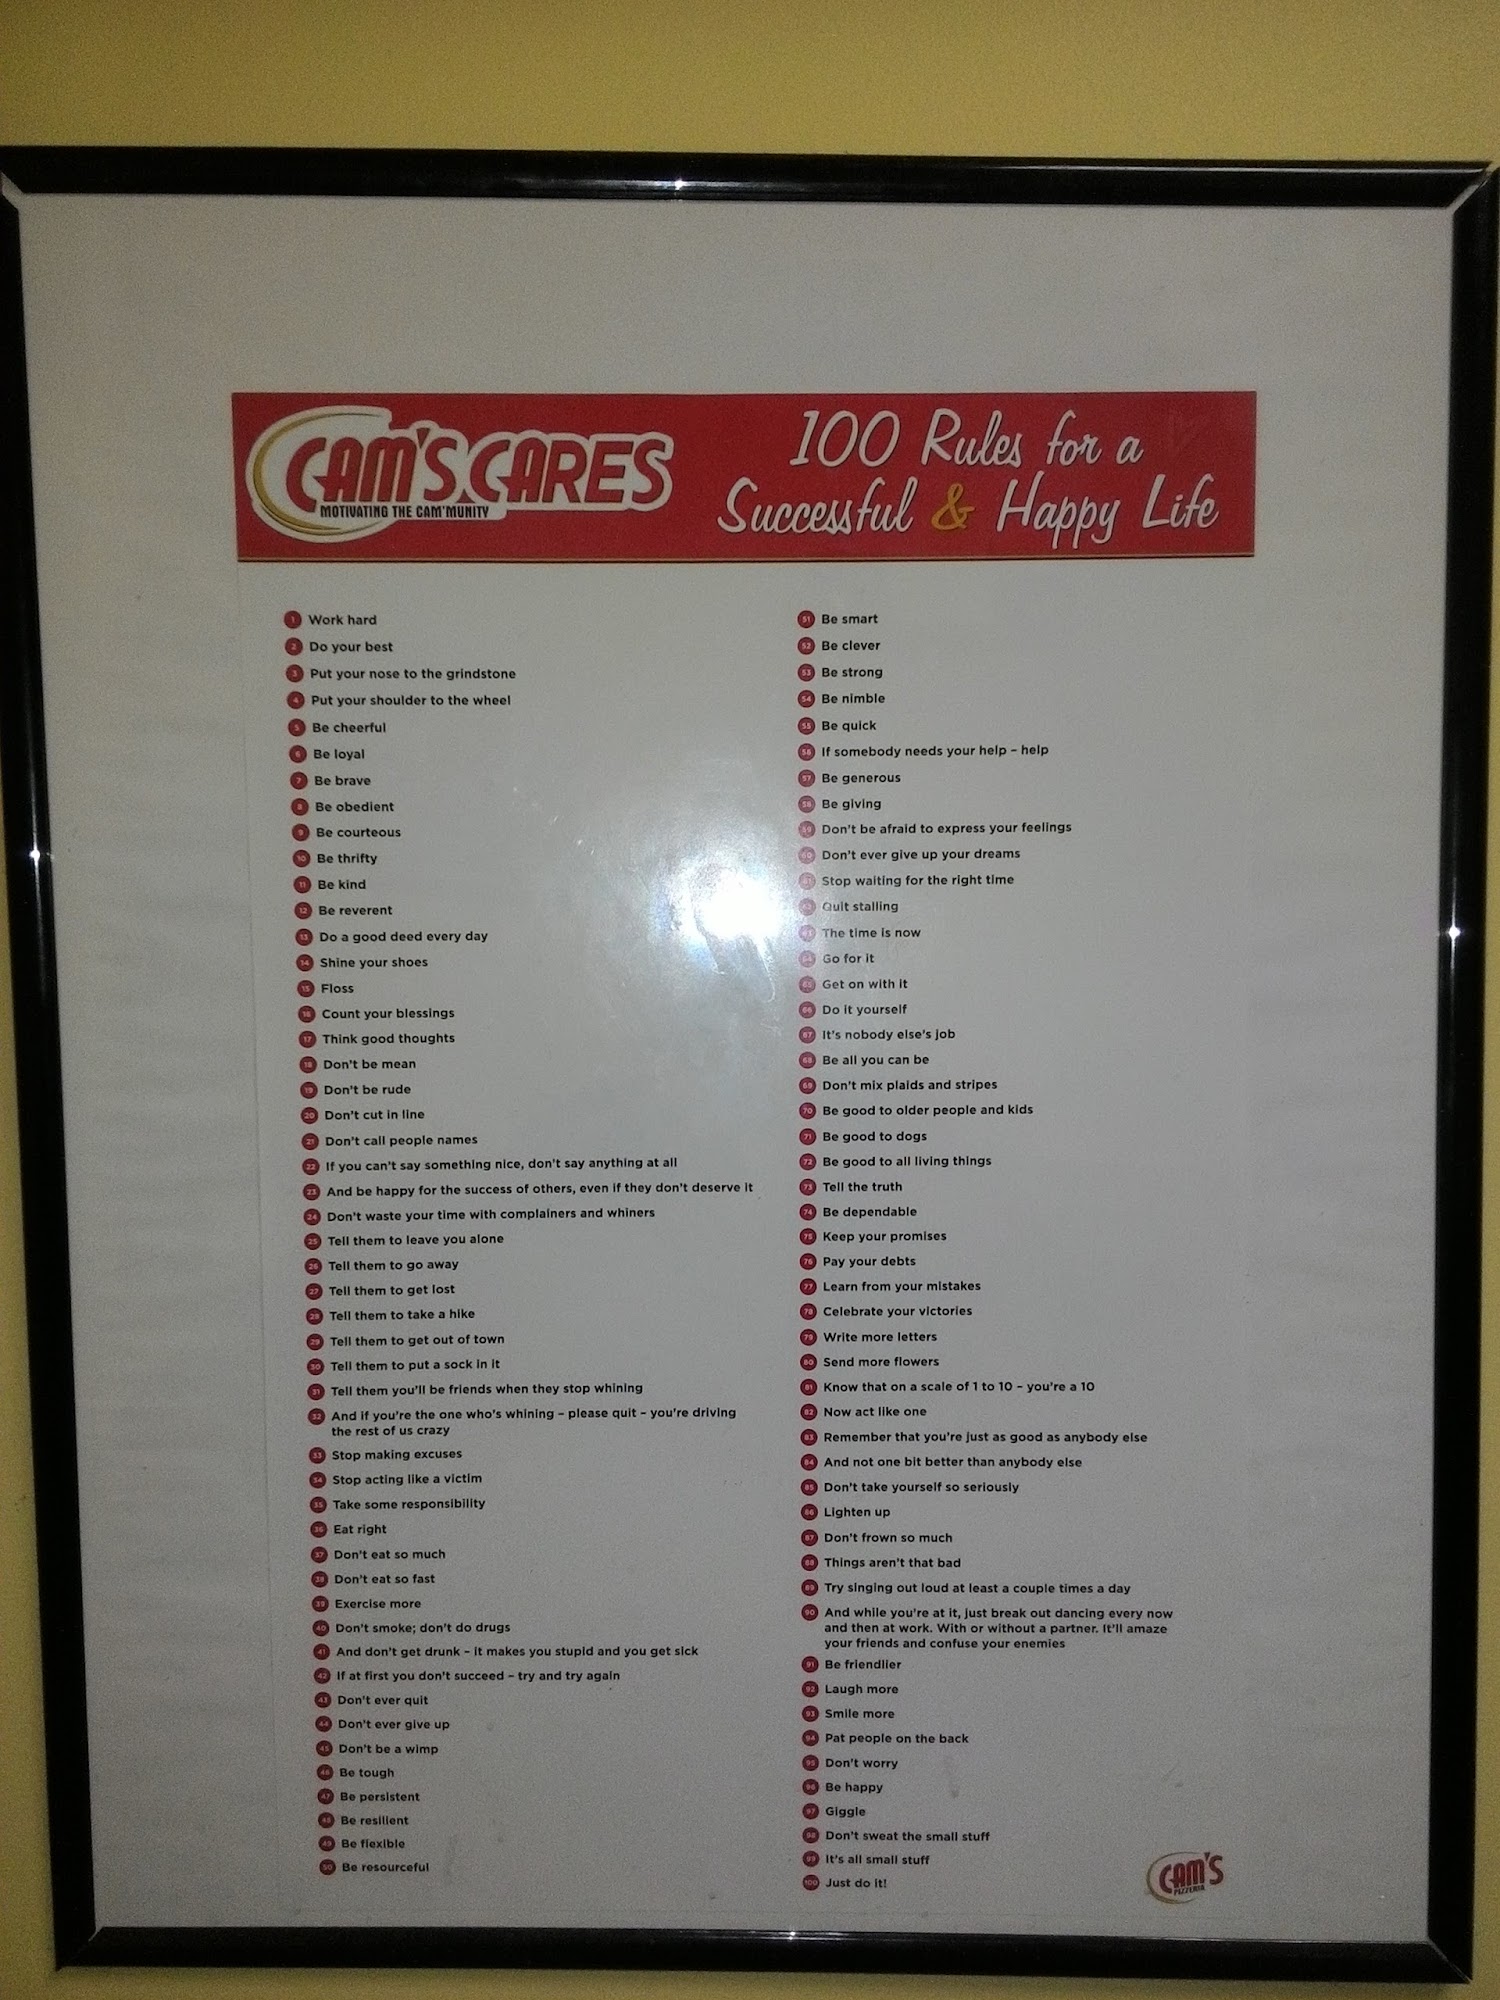 CAM'S CARES
MOTIVATING THE CAM'MUNITY
100 Rules for a
Successful & Happy Life
1 Work hard
2 Do your best
3 Put your nose to the grindstone
4 Put your shoulder to the wheel
5 Be cheerful
6 Be loyal
7 Be brave
8 Be obedient
9 Be courteous
10 Be thrifty
11 Be kind
12 Be reverent
13 Do a good deed every day
14 Shine your shoes
15 Floss
16 Count your blessings
17 Think good thoughts
18 Don't be mean
19 Don't be rude
20 Don't cut in line
21 Don't call people names
22 If you can't say something nice, don't say anything at all
23 And be happy for the success of others, even if they don't deserve it
24 Don't waste your time with complainers and whiners
25 Tell them to leave you alone
26 Tell them to go away
27 Tell them to get lost
28 Tell them to take a hike
29 Tell them to get out of town
30 Tell them to put a sock in it
31 Tell them you'll be friends when they stop whining
32 And if you're the one who's whining – please quit – you're driving
the rest of us crazy
33 Stop making excuses
34 Stop acting like a victim
35 Take some responsibility
36 Eat right
37 Don't eat so much
38 Don't eat so fast
39 Exercise more
40 Don't smoke; don't do drugs
41 And don't get drunk – it makes you stupid and you get sick
42 If at first you don't succeed – try and try again
43 Don't ever quit
44 Don't ever give up
45 Don't be a wimp
46 Be tough
47 Be persistent
48 Be resilient
49 Be flexible
50 Be resourceful
51 Be smart
52 Be clever
53 Be strong
54 Be nimble
55 Be quick
56 If somebody needs your help – help
57 Be generous
58 Be giving
59 Don't be afraid to express your feelings
60 Don't ever give up your dreams
61 Stop waiting for the right time
62 Quit stalling
63 The time is now
64 Go for it
65 Get on with it
66 Do it yourself
67 It's nobody else's job
68 Be all you can be
69 Don't mix plaids and stripes
70 Be good to older people and kids
71 Be good to dogs
72 Be good to all living things
73 Tell the truth
74 Be dependable
75 Keep your promises
76 Pay your debts
77 Learn from your mistakes
78 Celebrate your victories
79 Write more letters
80 Send more flowers
81 Know that on a scale of 1 to 10 – you're a 10
82 Now act like one
83 Remember that you're just as good as anybody else
84 And not one bit better than anybody else
85 Don't take yourself so seriously
86 Lighten up
87 Don't frown so much
88 Things aren't that bad
89 Try singing out loud at least a couple times a day
90 And while you're at it, just break out dancing every now
and then at work. With or without a partner. It'll amaze
your friends and confuse your enemies
91 Be friendlier
92 Laugh more
93 Smile more
94 Pat people on the back
95 Don't worry
96 Be happy
97 Giggle
98 Don't sweat the small stuff
99 It's all small stuff
100 Just do it!
CAM'S
PIZZERIA